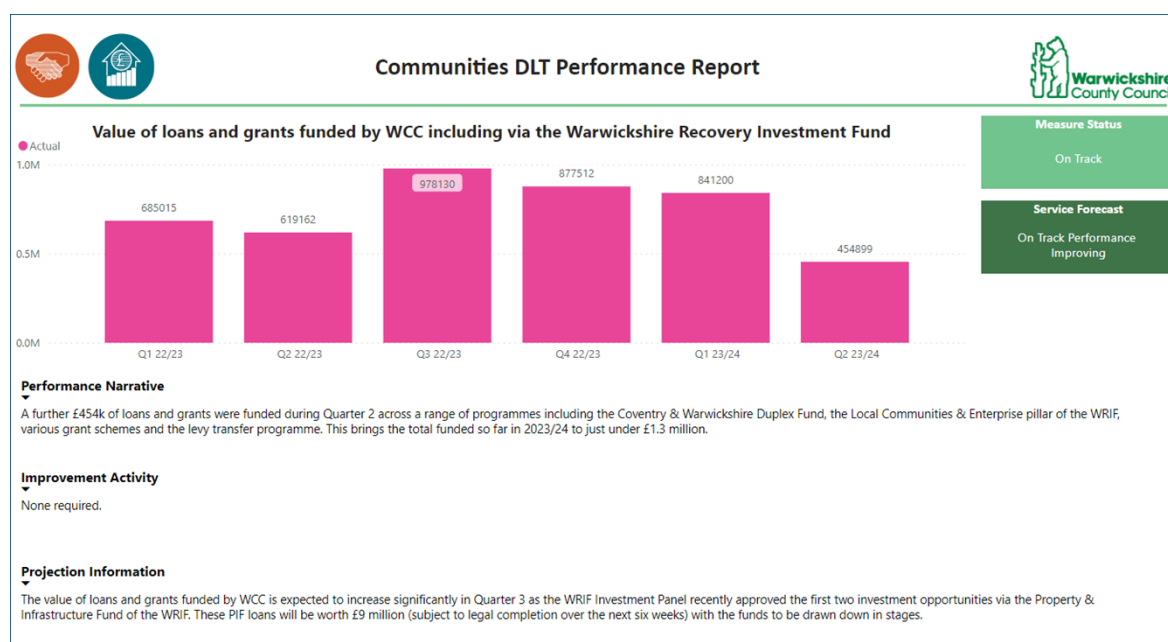 Communities DLT Performance Report
Warwickshire
County Council
Value of loans and grants funded by WCC including via the Warwickshire Recovery Investment Fund
Actual
1.0M
0.5M
0.0M
685015
619162
978130
877512
841200
454899
Q1 22/23
Q2 22/23
Q3 22/23
Q4 22/23
Q1 23/24
Q2 23/24
Measure Status
On Track
Service Forecast
On Track Performance
Improving
Performance Narrative
A further £454k of loans and grants were funded during Quarter 2 across a range of programmes including the Coventry & Warwickshire Duplex Fund, the Local Communities & Enterprise pillar of the WRIF,
various grant schemes and the levy transfer programme. This brings the total funded so far in 2023/24 to just under £1.3 million.
Improvement Activity
None required.
Projection Information
The value of loans and grants funded by WCC is expected to increase significantly in Quarter 3 as the WRIF Investment Panel recently approved the first two investment opportunities via the Property &
Infrastructure Fund of the WRIF. These PIF loans will be worth £9 million (subject to legal completion over the next six weeks) with the funds to be drawn down in stages.